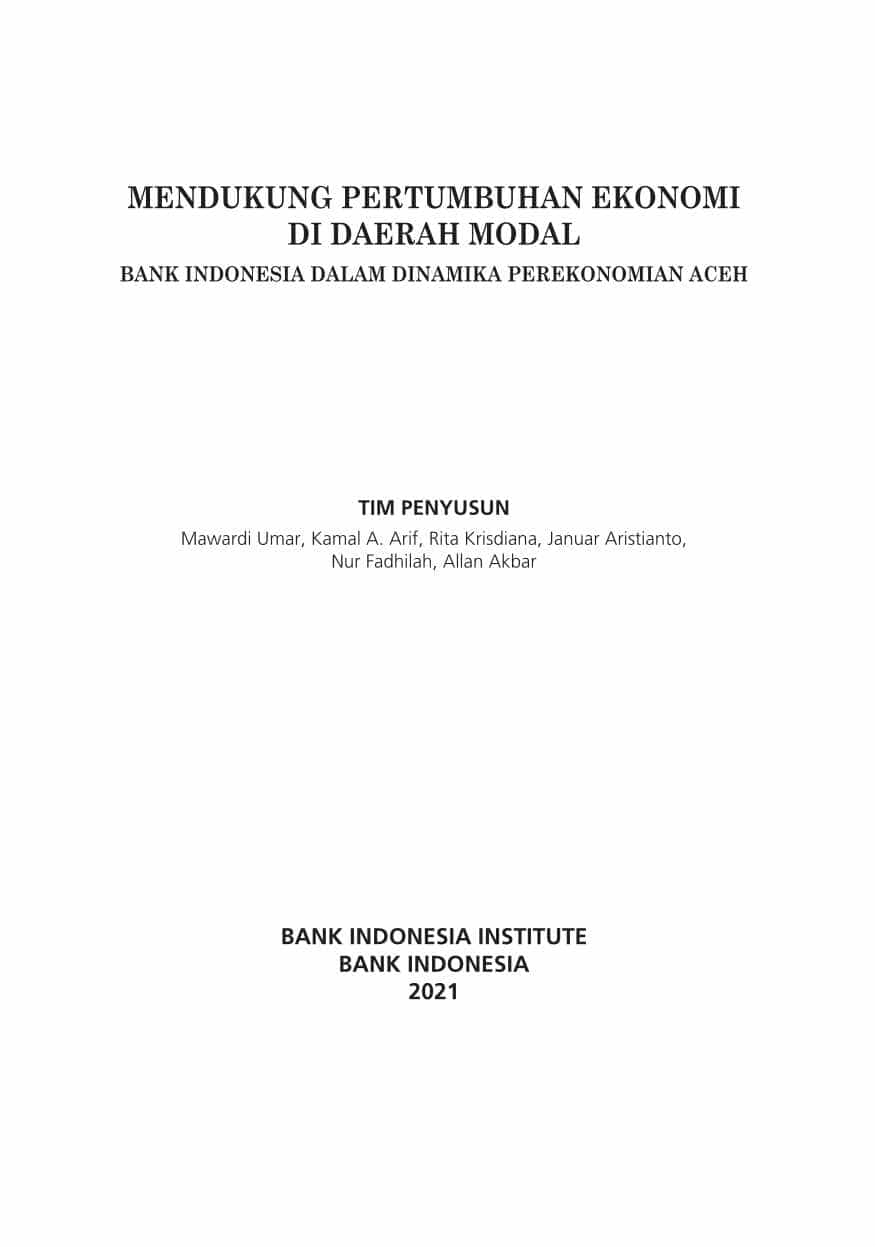 MENDUKUNG PERTUMBUHAN EKONOMI
DI DAERAH MODAL
BANK INDONESIA DALAM DINAMIKA PEREKONOMIAN ACEH
TIM PENYUSUN
Mawardi Umar, Kamal A. Arif, Rita Krisdiana, Januar Aristianto,
Nur Fadhilah, Allan Akbar
BANK INDONESIA INSTITUTE
BANK INDONESIA
2021